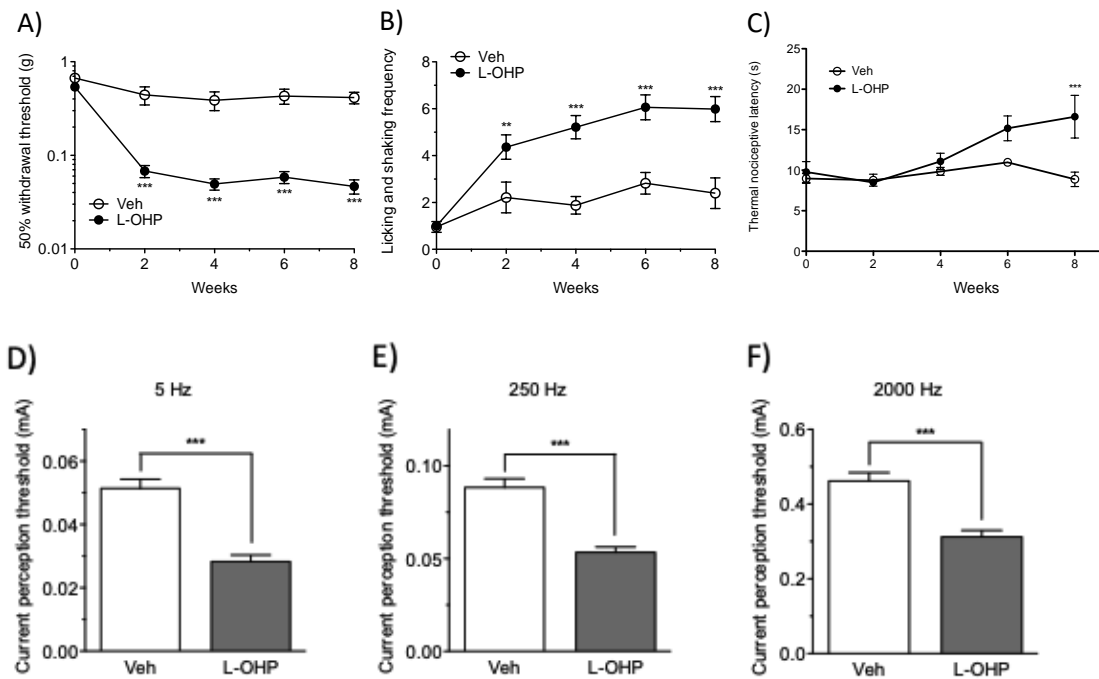 A)
50% withdrawal threshold (g)
1
0.1
0.01
Veh
L-OHP
***
***
***
***
0 2 4 6 8
Weeks
B)
Licking and shaking frequency
10
8
6
4
2
0
Veh
L-OHP
**
***
***
***
0 2 4 6 8
Weeks
C)
Thermal nociceptive latency (s)
25
20
15
10
5
0
Veh
L-OHP
***
0 2 4 6 8
Weeks
D)
5 Hz
Current perception threshold (mA)
0.06
0.04
0.02
0.00
***
Veh L-OHP
E)
250 Hz
Current perception threshold (mA)
0.10
0.05
0.00
***
Veh L-OHP
F)
2000 Hz
Current perception threshold (mA)
0.6
0.4
0.2
0.0
***
Veh L-OHP